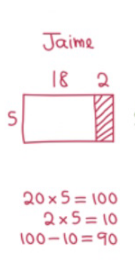 Jaime
18 2
5
20 × 5 = 100
2 × 5 = 10
100 – 10 = 90